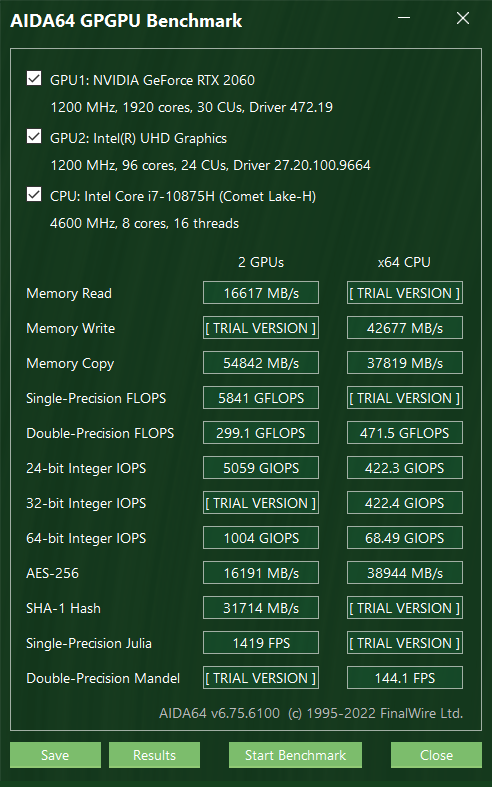 AIDA64 GPGPU Benchmark
GPU1: NVIDIA GeForce RTX 2060
1200 MHz, 1920 cores, 30 CUs, Driver 472.19
GPU2: Intel(R) UHD Graphics
1200 MHz, 96 cores, 24 CUs, Driver 27.20.100.9664
CPU: Intel Core i7-10875H (Comet Lake-H)
4600 MHz, 8 cores, 16 threads
2 GPUs x64 CPU
Memory Read 16617 MB/s [ TRIAL VERSION ]
Memory Write [ TRIAL VERSION ] 42677 MB/s
Memory Copy 54842 MB/s 37819 MB/s
Single-Precision FLOPS 5841 GFLOPS [ TRIAL VERSION ]
Double-Precision FLOPS 299.1 GFLOPS 471.5 GFLOPS
24-bit Integer IOPS 5059 GIOPS 422.3 GIOPS
32-bit Integer IOPS [ TRIAL VERSION ] 422.4 GIOPS
64-bit Integer IOPS 1004 GIOPS 68.49 GIOPS
AES-256 16191 MB/s 38944 MB/s
SHA-1 Hash 31714 MB/s [ TRIAL VERSION ]
Single-Precision Julia 1419 FPS [ TRIAL VERSION ]
Double-Precision Mandel [ TRIAL VERSION ] 144.1 FPS
AIDA64 v6.75.6100 (c) 1995-2022 FinalWire Ltd.
Save Results Start Benchmark Close